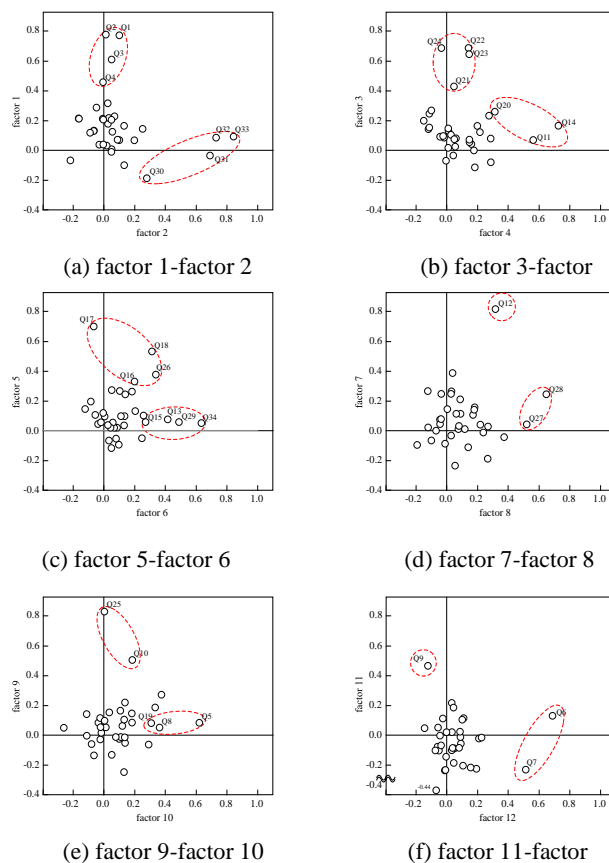 Q2 Q1
Q3
Q4
Q32 Q33
Q31
Q30
0.8
0.6
0.4
0.2
0.0
-0.2
-0.4
factor 1
-0.2 0.0 0.2 0.4 0.6 0.8 1.0
factor 2
(a) factor 1-factor 2
Q24 Q22
Q23
Q21
Q20
Q14
Q11
0.8
0.6
0.4
0.2
0.0
-0.2
-0.4
factor 3
-0.2 0.0 0.2 0.4 0.6 0.8 1.0
factor 4
(b) factor 3-factor
Q17
Q18
Q16 Q26
Q15 Q13 Q29 Q34
0.8
0.6
0.4
0.2
0.0
-0.2
-0.4
factor 5
-0.2 0.0 0.2 0.4 0.6 0.8 1.0
factor 6
(c) factor 5-factor 6
Q12
Q28
Q27
0.8
0.6
0.4
0.2
0.0
-0.2
-0.4
factor 7
-0.2 0.0 0.2 0.4 0.6 0.8 1.0
factor 8
(d) factor 7-factor 8
Q25
Q10
Q19 Q8 Q5
0.8
0.6
0.4
0.2
0.0
-0.2
-0.4
factor 9
-0.2 0.0 0.2 0.4 0.6 0.8 1.0
factor 10
(e) factor 9-factor 10
Q9
Q6
Q7
-0.44
0.8
0.6
0.4
0.2
0.0
-0.2
-0.4
factor 11
-0.2 0.0 0.2 0.4 0.6 0.8 1.0
factor 12
(f) factor 11-factor